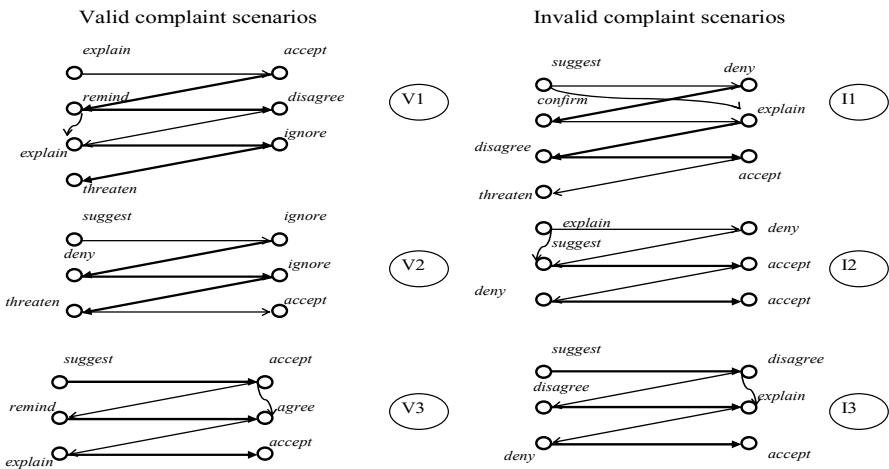 Valid complaint scenarios
explain
accept
remind
disagree
V1
explain
ignore
threaten
suggest
ignore
deny
ignore
V2
threaten
accept
suggest
accept
remind
agree
V3
explain
accept
Invalid complaint scenarios
suggest
deny
confirm
explain
I1
disagree
accept
threaten
explain
deny
suggest
accept
I2
deny
accept
suggest
disagree
disagree
explain
I3
deny
accept